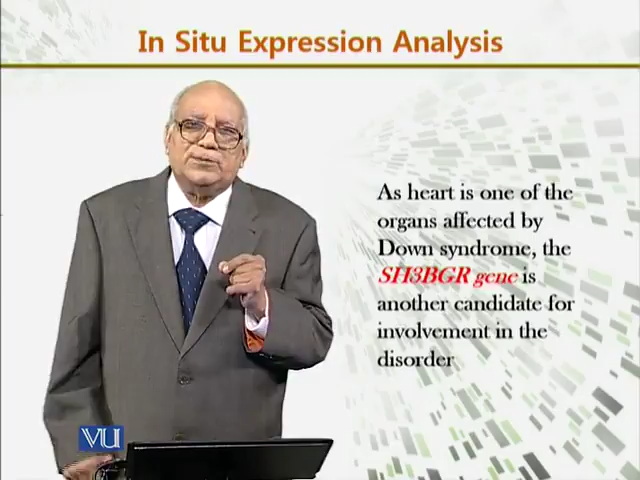 In Situ Expression Analysis
As heart is one of the
organs affected by
Down syndrome, the
SH3BGR gene is
another candidate for
involvement in the
disorder
VU